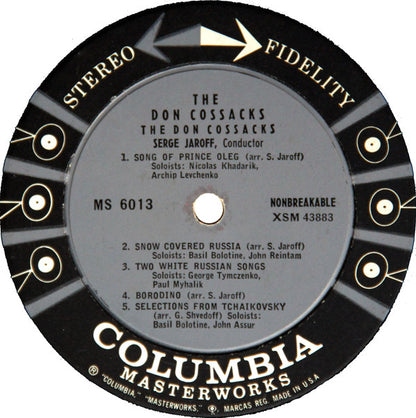 STEREO FIDELITY
THE
DON COSSACKS
THE DON COSSACKS
SERGE JAROFF, Conductor
1. SONG OF PRINCE OLEG (arr. S. Jaroff)
Soloists: Nicolas Khadarik,
Archip Levchenko
MS 6013
NONBREAKABLE
XSM 43883
2. SNOW COVERED RUSSIA (arr. S. Jaroff)
Soloists: Basil Bolotine, John Reintam
3. TWO WHITE RUSSIAN SONGS
Soloists: George Tymczenko,
Paul Myhalik
4. BORODINO (arr. S. Jaroff)
5. SELECTIONS FROM TCHAIKOVSKY
(arr. G. Shvedoff) Soloists:
Basil Bolotine, John Assur
COLUMBIA
MASTERWORKS
® "COLUMBIA," "MASTERWORKS," ®, MARCAS REG. MADE IN U.S.A.